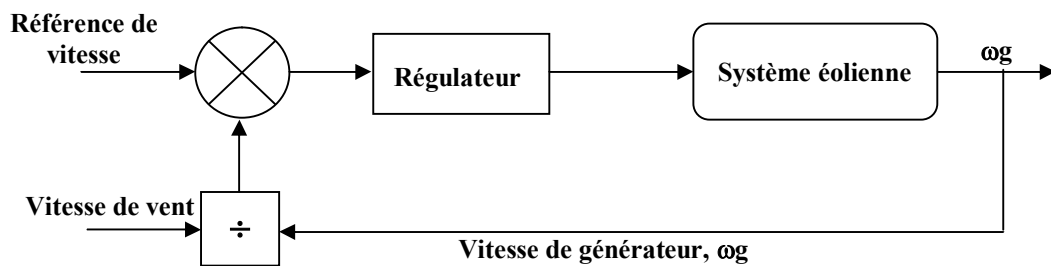 Référence de
vitesse
Régulateur
Système éolienne
ωg
Vitesse de vent
÷
Vitesse de générateur, ωg